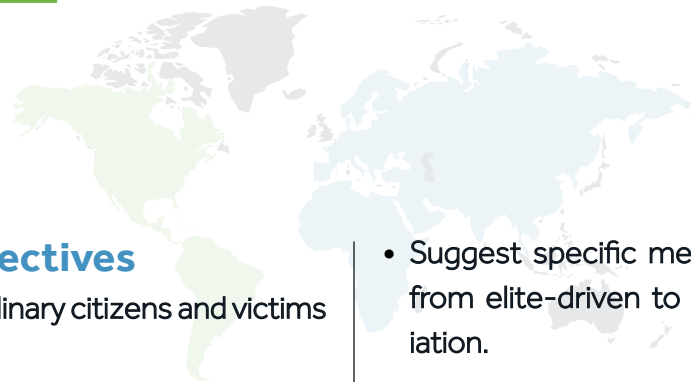 ectives
linary citizens and victims
• Suggest specific me
from elite-driven to
iation.